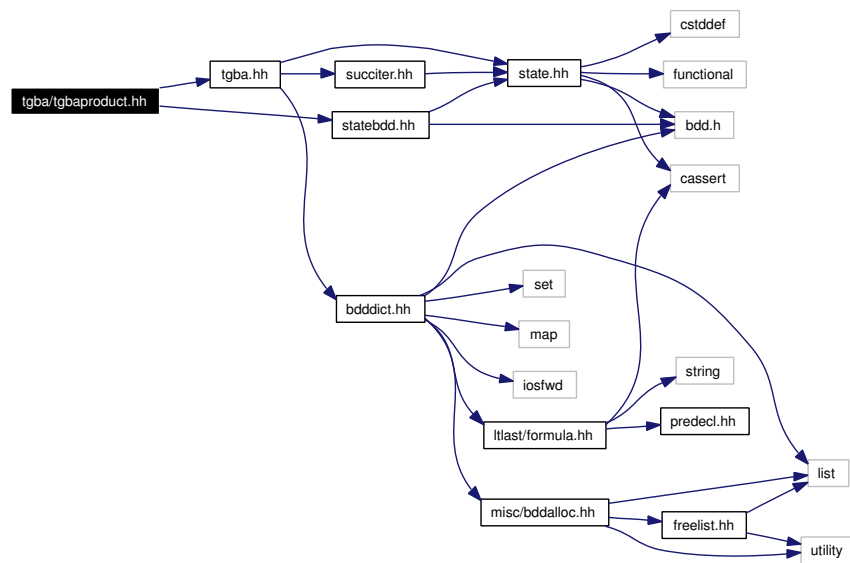 cstddef
tgba.hh
succiter.hh
state.hh
functional
tgba/tgbaproduct.hh
statebdd.hh
bdd.h
cassert
set
bdddict.hh
map
string
iosfwd
predecl.hh
ltlast/formula.hh
list
misc/bddalloc.hh
freelist.hh
utility